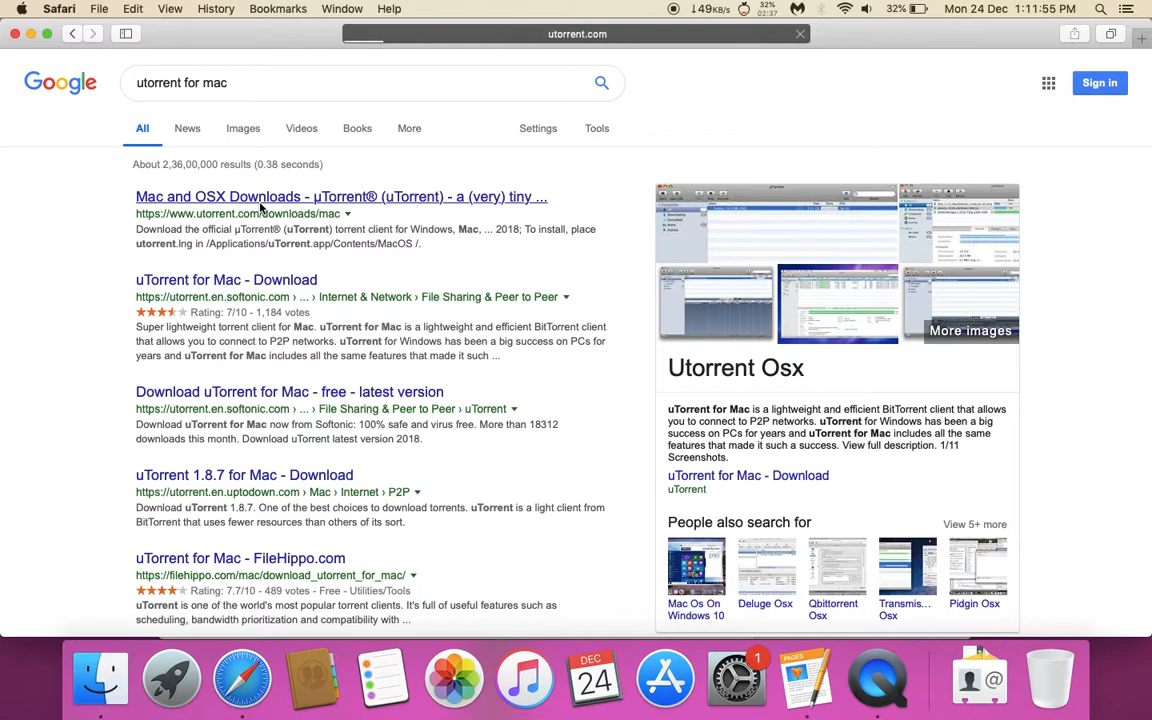 Safari File Edit View History Bookmarks Window Help 49KB/s 32% 02:37 32% Mon 24 Dec 1:11:55 PM
utorrent.com
Google utorrent for mac Sign in
All News Images Videos Books More Settings Tools
About 2,36,00,000 results (0.38 seconds)
Mac and OSX Downloads - µTorrent® (uTorrent) - a (very) tiny ...
https://www.utorrent.com/downloads/mac
Download the official µTorrent® (uTorrent) torrent client for Windows, Mac, ... 2018; To install, place
utorrent.lng in /Applications/uTorrent.app/Contents/MacOS /.
uTorrent for Mac - Download
https://utorrent.en.softonic.com › ... › Internet & Network › File Sharing & Peer to Peer
Rating: 7/10 - 1,184 votes
Super lightweight torrent client for Mac. uTorrent for Mac is a lightweight and efficient BitTorrent client
that allows you to connect to P2P networks. uTorrent for Windows has been a big success on PCs for
years and uTorrent for Mac includes all the same features that made it such ...
Download uTorrent for Mac - free - latest version
https://utorrent.en.softonic.com › ... › File Sharing & Peer to Peer › uTorrent
Download uTorrent for Mac now from Softonic: 100% safe and virus free. More than 18312
downloads this month. Download uTorrent latest version 2018.
uTorrent 1.8.7 for Mac - Download
https://utorrent.en.uptodown.com › Mac › Internet › P2P
Download uTorrent 1.8.7. One of the best choices to download torrents. uTorrent is a light client from
BitTorrent that uses fewer resources than others of its sort.
uTorrent for Mac - FileHippo.com
https://filehippo.com/mac/download_utorrent_for_mac/
Rating: 7.7/10 - 489 votes - Free - Utilities/Tools
uTorrent is one of the world's most popular torrent clients. It's full of useful features such as
scheduling, bandwidth prioritization and compatibility with ...
More images
Utorrent Osx
uTorrent for Mac is a lightweight and efficient BitTorrent client that allows
you to connect to P2P networks. uTorrent for Windows has been a big
success on PCs for years and uTorrent for Mac includes all the same
features that made it such a success. View full description. 1/11
Screenshots.
uTorrent for Mac - Download
uTorrent
People also search for View 5+ more
Mac Os On Windows 10
Deluge Osx
Qbittorrent Osx
Transmis... Osx
Pidgin Osx
DEC
24
1
PAGES
@